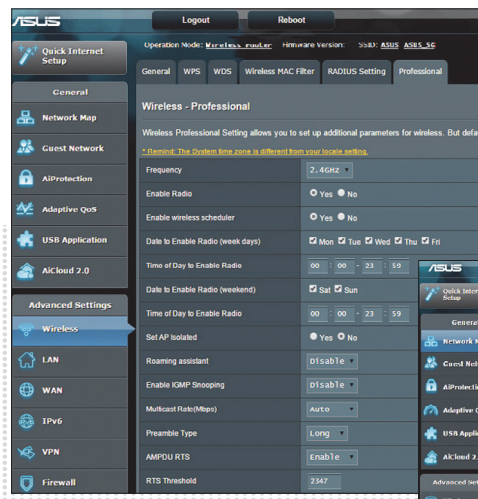 ASUS
Logout
Reboot
Quick Internet Setup
Operation Mode: Wireless router Firmware Version: SSID: ASUS ASUS_5G
General WPS WDS Wireless MAC Filter RADIUS Setting Professional
General
Network Map
Guest Network
AiProtection
Adaptive QoS
USB Application
AiCloud 2.0
Advanced Settings
Wireless
LAN
WAN
IPv6
VPN
Firewall
Wireless - Professional
Wireless Professional Setting allows you to set up additional parameters for wireless. But defa
* Remind: The System time zone is different from your locale setting.
Frequency 2.4GHz
Enable Radio Yes No
Enable wireless scheduler Yes No
Date to Enable Radio (week days) Mon Tue Wed Thu Fri
Time of Day to Enable Radio 00 : 00 - 23 : 59
Date to Enable Radio (weekend) Sat Sun
Time of Day to Enable Radio 00 : 00 - 23 : 59
Set AP Isolated Yes No
Roaming assistant Disable
Enable IGMP Snooping Disable
Multicast Rate(Mbps) Auto
Preamble Type Long
AMPDU RTS Enable
RTS Threshold 2347
ASUS
Quick Inter
Setup
Genera
Network M
Guest Net
AiProtecti
Adaptive Q
USB Appli
AiCloud 2.
Advanced Set